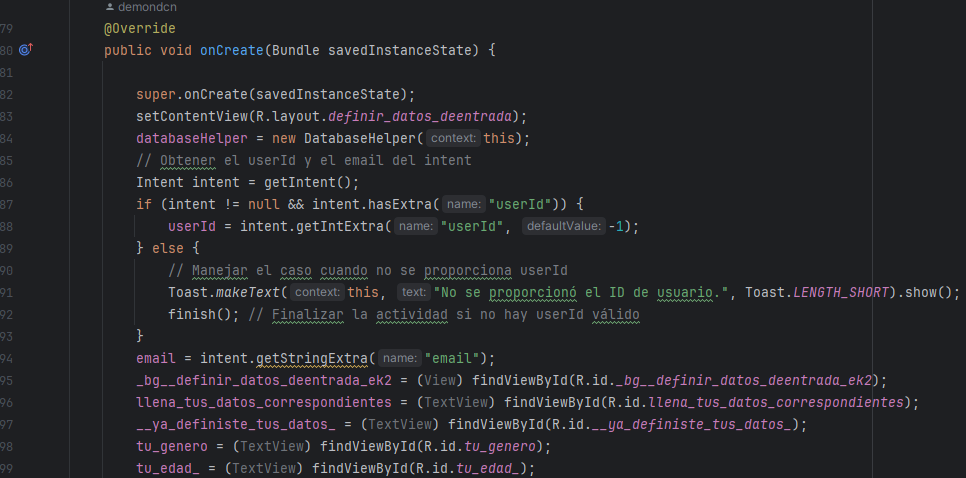 demondcn
79 @Override
80 public void onCreate(Bundle savedInstanceState) {
81
82 super.onCreate(savedInstanceState);
83 setContentView(R.layout.definir_datos_deentrada);
84 databaseHelper = new DatabaseHelper( context: this);
85 // Obtener el userId y el email del intent
86 Intent intent = getIntent();
87 if (intent != null && intent.hasExtra( name: "userId")) {
88 userId = intent.getIntExtra( name: "userId", defaultValue: -1);
89 } else {
90 // Manejar el caso cuando no se proporciona userId
91 Toast.makeText( context: this, text: "No se proporcionó el ID de usuario.", Toast.LENGTH_SHORT).show();
92 finish(); // Finalizar la actividad si no hay userId válido
93 }
94 email = intent.getStringExtra( name: "email");
95 _bg__definir_datos_deentrada_ek2 = (View) findViewById(R.id._bg__definir_datos_deentrada_ek2);
96 llena_tus_datos_correspondientes = (TextView) findViewById(R.id.llena_tus_datos_correspondientes);
97 __ya_definiste_tus_datos_ = (TextView) findViewById(R.id.__ya_definiste_tus_datos_);
98 tu_genero = (TextView) findViewById(R.id.tu_genero);
99 tu_edad_ = (TextView) findViewById(R.id.tu_edad_);